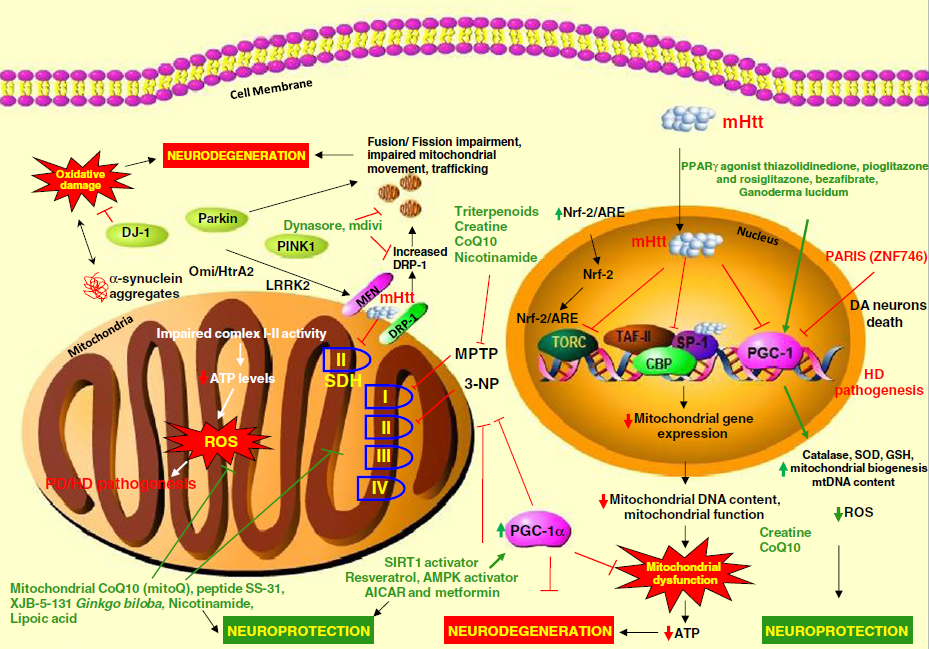 Cell Membrane
mHtt
Fusion/ Fission impairment,
impaired mitochondrial
movement, trafficking
NEURODEGENERATION
Oxidative
damage
PPARγ agonist thiazolidinedione, pioglitazone
and rosiglitazone, bezafibrate,
Ganoderma lucidum
DJ-1
Parkin
PINK1
Dynasore, mdivi
Triterpenoids
Creatine
CoQ10
Nicotinamide
Nrf-2/ARE
Nrf-2
Nrf-2/ARE
mHtt
Nucleus
PARIS (ZNF746)
Increased
DRP-1
α-synuclein
aggregates
Omi/HtrA2
LRRK2
MFN
mHtt
DRP-1
DA neurons
death
Mitochondria
Impaired comlex I-II activity
ATP levels
ROS
PD/HD pathogenesis
II
SDH
I
II
III
IV
MPTP
3-NP
TORC
TAF-II
SP-1
CBP
PGC-1
HD
pathogenesis
Mitochondrial gene
expression
Catalase, SOD, GSH,
mitochondrial biogenesis
mtDNA content
Mitochondrial DNA content,
mitochondrial function
ROS
Creatine
CoQ10
PGC-1α
Mitochondrial
dysfunction
SIRT1 activator
Resveratrol, AMPK activator
AICAR and metformin
Mitochondrial CoQ10 (mitoQ), peptide SS-31,
XJB-5-131 Ginkgo biloba, Nicotinamide,
Lipoic acid
NEUROPROTECTION
NEURODEGENERATION
ATP
NEUROPROTECTION